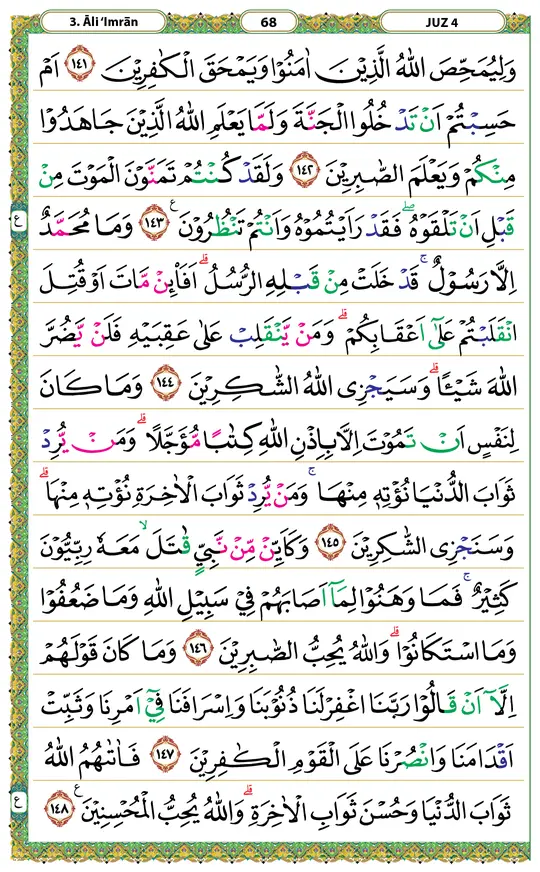 3. Āli ‘Imrān 68 JUZ 4
وَلِيُمَحِّصَ اللّٰهُ الَّذِيْنَ اٰمَنُوْا وَيَمْحَقَ الْكٰفِرِيْنَ ١٤١ اَمْ
حَسِبْتُمْ اَنْ تَدْخُلُوا الْجَنَّةَ وَلَمَّا يَعْلَمِ اللّٰهُ الَّذِيْنَ جَاهَدُوْا
مِنْكُمْ وَيَعْلَمَ الصّٰبِرِيْنَ ١٤٢ وَلَقَدْ كُنْتُمْ تَمَنَّوْنَ الْمَوْتَ مِنْ
قَبْلِ اَنْ تَلْقَوْهُ ۖ فَقَدْ رَاَيْتُمُوْهُ وَاَنْتُمْ تَنْظُرُوْنَ ١٤٣ ع وَمَا مُحَمَّدٌ
ع
اِلَّا رَسُوْلٌ ۚ قَدْ خَلَتْ مِنْ قَبْلِهِ الرُّسُلُ ۗ اَفَا۟ىِٕنْ مَّاتَ اَوْ قُتِلَ
انْقَلَبْتُمْ عَلٰٓى اَعْقَابِكُمْ ۗ وَمَنْ يَّنْقَلِبْ عَلٰى عَقِبَيْهِ فَلَنْ يَّضُرَّ
اللّٰهَ شَيْـًٔا ۗ وَسَيَجْزِى اللّٰهُ الشّٰكِرِيْنَ ١٤٤ وَمَا كَانَ
لِنَفْسٍ اَنْ تَمُوْتَ اِلَّا بِاِذْنِ اللّٰهِ كِتٰبًا مُّؤَجَّلًا ۗ وَمَنْ يُّرِدْ
ثَوَابَ الدُّنْيَا نُؤْتِهٖ مِنْهَا ۚ وَمَنْ يُّرِدْ ثَوَابَ الْاٰخِرَةِ نُؤْتِهٖ مِنْهَا ۗ
وَسَنَجْزِى الشّٰكِرِيْنَ ١٤٥ وَكَاَيِّنْ مِّنْ نَّبِيٍّ قٰتَلَ ۙ مَعَهٗ رِبِّيُّوْنَ
كَثِيْرٌ ۚ فَمَا وَهَنُوْا لِمَآ اَصَابَهُمْ فِيْ سَبِيْلِ اللّٰهِ وَمَا ضَعُفُوْا
وَمَا اسْتَكَانُوْا ۗ وَاللّٰهُ يُحِبُّ الصّٰبِرِيْنَ ١٤٦ وَمَا كَانَ قَوْلَهُمْ
اِلَّآ اَنْ قَالُوْا رَبَّنَا اغْفِرْ لَنَا ذُنُوْبَنَا وَاِسْرَافَنَا فِيْٓ اَمْرِنَا وَثَبِّتْ
اَقْدَامَنَا وَانْصُرْنَا عَلَى الْقَوْمِ الْكٰفِرِيْنَ ١٤٧ فَاٰتٰىهُمُ اللّٰهُ
ثَوَابَ الدُّنْيَا وَحُسْنَ ثَوَابِ الْاٰخِرَةِ ۗ وَاللّٰهُ يُحِبُّ الْمُحْسِنِيْنَ ١٤٨ ع
ع